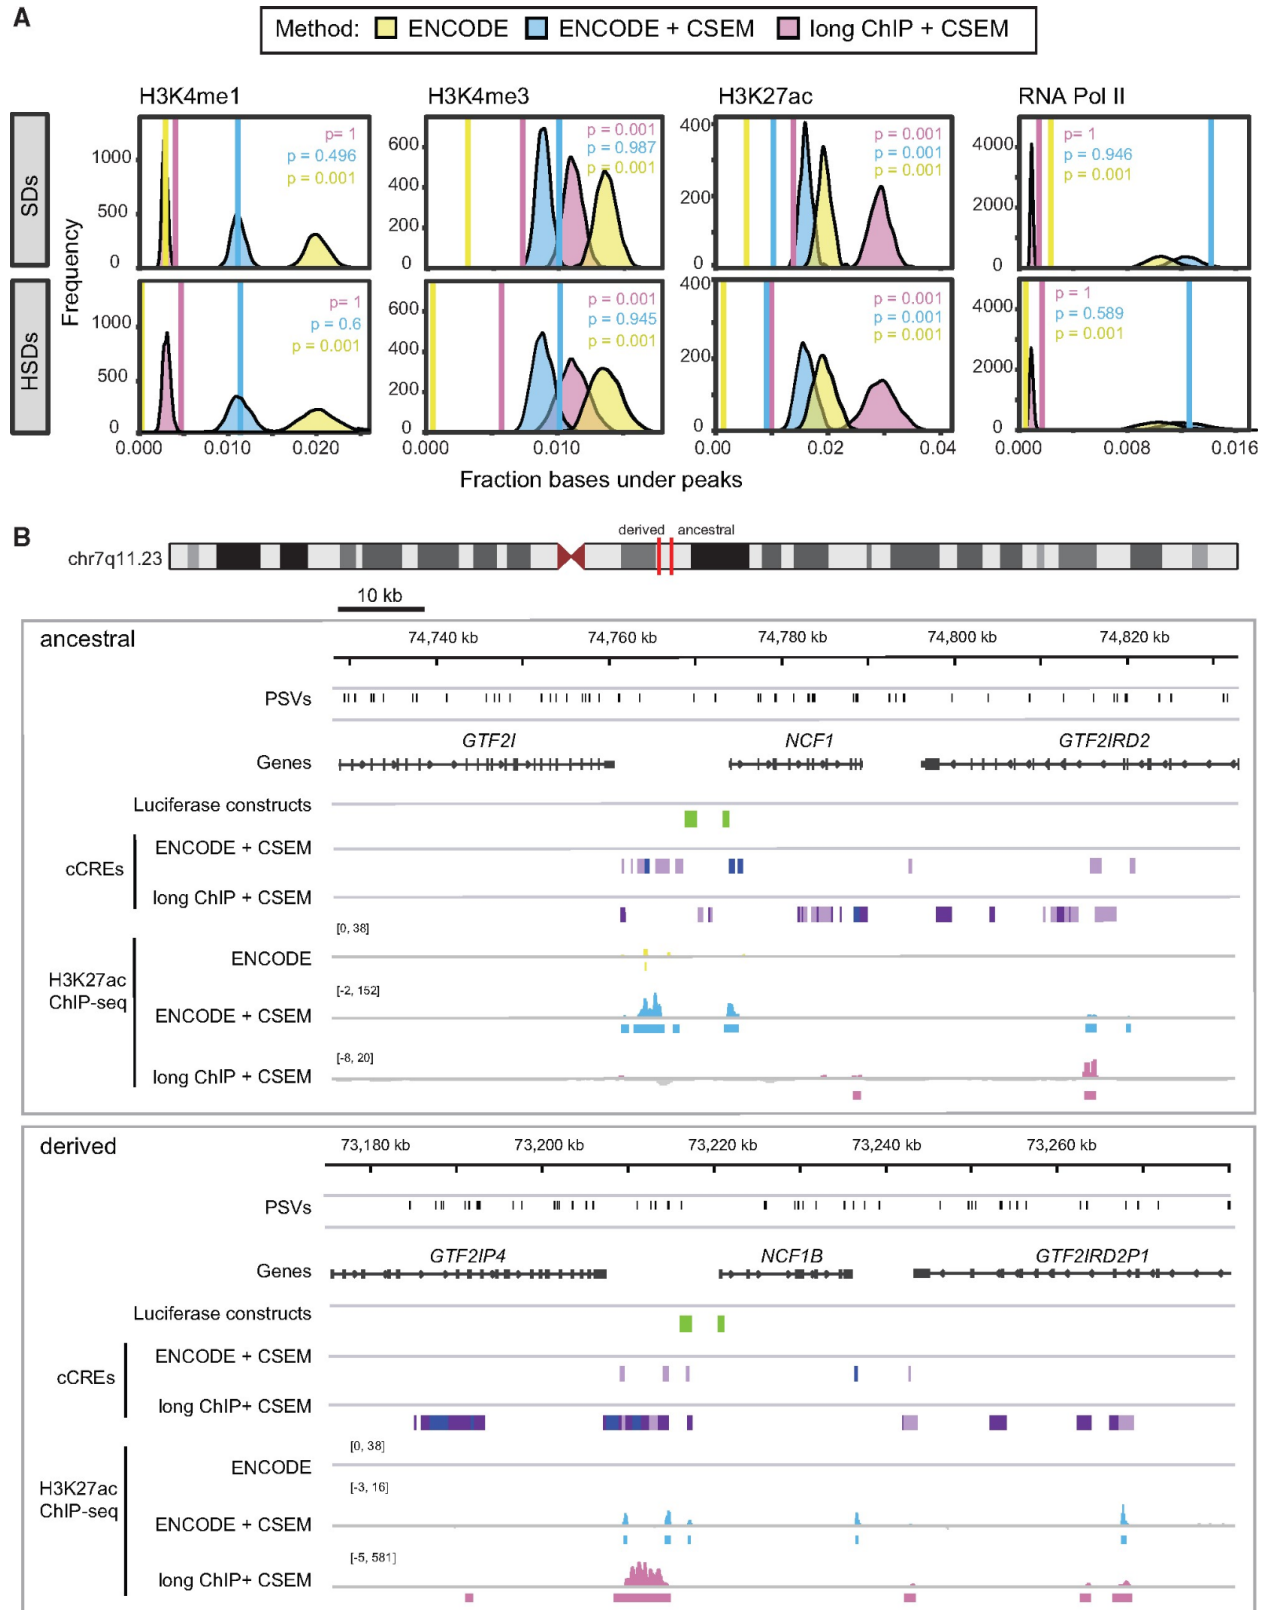 A
Method: ENCODE ENCODE + CSEM long ChIP + CSEM
H3K4me1 H3K4me3 H3K27ac RNA Pol II
SDs
HSDs
Frequency
1000
500
0
p= 1
p = 0.496
p = 0.001
600
400
200
0
p = 0.001
p = 0.987
p = 0.001
400
200
0
p = 0.001
p = 0.001
p = 0.001
4000
2000
0
p = 1
p = 0.946
p = 0.001
1000
500
0
p= 1
p = 0.6
p = 0.001
0.000 0.010 0.020
600
400
200
0
p = 0.001
p = 0.945
p = 0.001
0.000 0.010
400
200
0
p = 0.001
p = 0.001
p = 0.001
0.00 0.02 0.04
4000
2000
0
p = 1
p = 0.589
p = 0.001
0.000 0.008 0.016
Fraction bases under peaks
B
derived ancestral
chr7q11.23
10 kb
ancestral
74,740 kb 74,760 kb 74,780 kb 74,800 kb 74,820 kb
PSVs
GTF2I NCF1 GTF2IRD2
Genes
Luciferase constructs
cCREs
ENCODE + CSEM
long ChIP + CSEM
[0, 38]
H3K27ac
ChIP-seq
ENCODE
[-2, 152]
ENCODE + CSEM
[-8, 20]
long ChIP + CSEM
derived
73,180 kb 73,200 kb 73,220 kb 73,240 kb 73,260 kb
PSVs
GTF2IP4 NCF1B GTF2IRD2P1
Genes
Luciferase constructs
cCREs
ENCODE + CSEM
long ChIP+ CSEM
[0, 38]
H3K27ac
ChIP-seq
ENCODE
[-3, 16]
ENCODE + CSEM
[-5, 581]
long ChIP+ CSEM